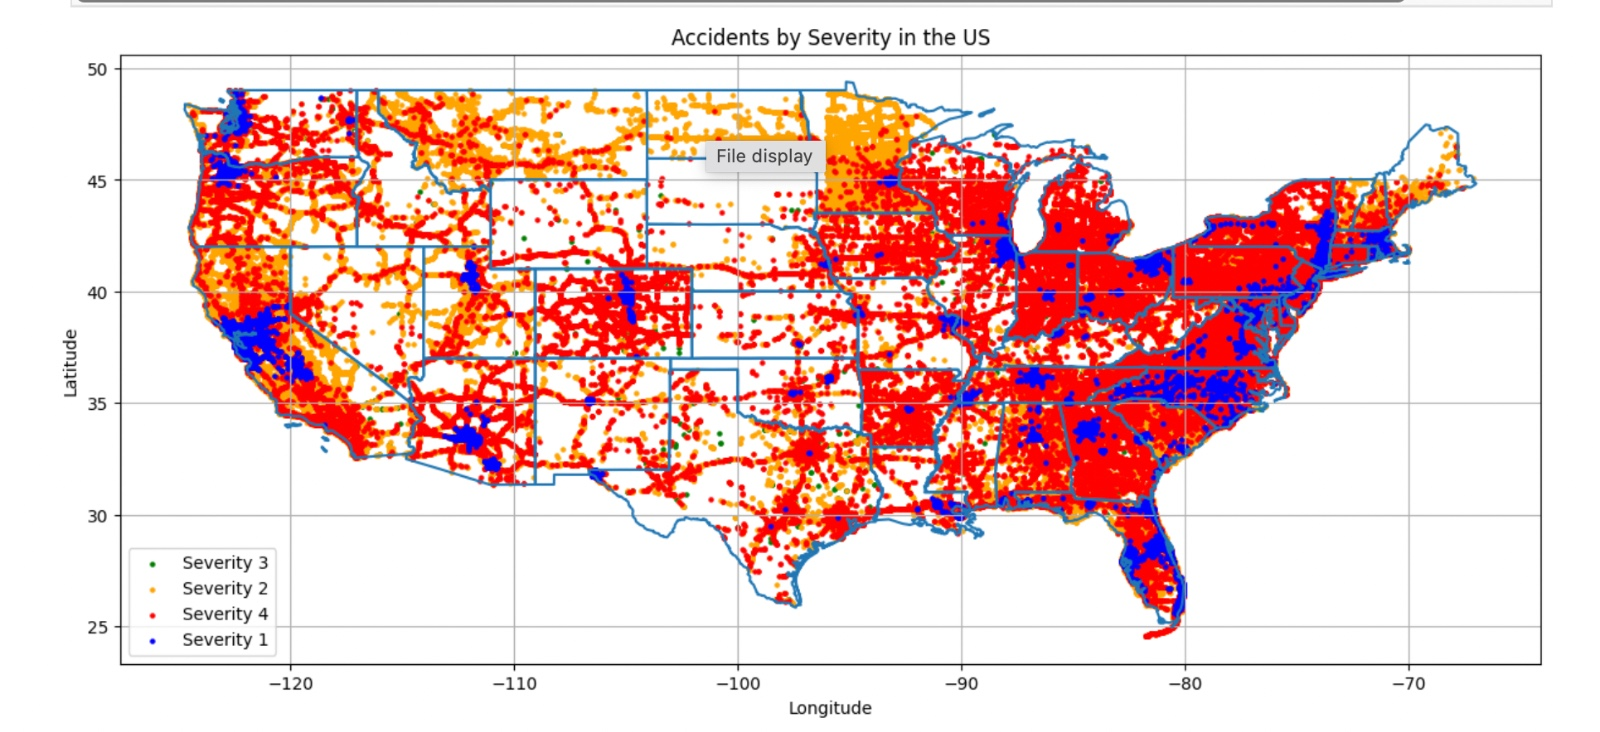 Accidents by Severity in the US
50
45
40
35
30
25
Latitude
File display
Severity 3
Severity 2
Severity 4
Severity 1
−120
−110
−100
−90
−80
−70
Longitude